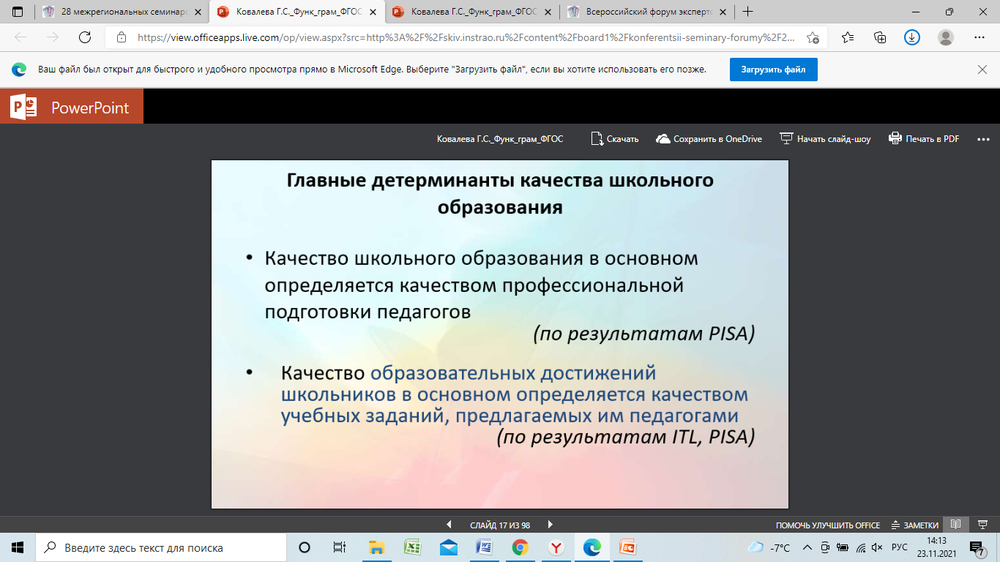 28 межрегиональных семинаро
Ковалева Г.С._Функ_грам_ФГОС
Ковалева Г.С._Функ_грам_ФГОС
Всероссийский форум эксперто
https://view.officeapps.live.com/op/view.aspx?src=http%3A%2F%2Fskiv.instrao.ru%2Fcontent%2Fboard1%2Fkonferentsii-seminary-forumy%2F2...
Ваш файл был открыт для быстрого и удобного просмотра прямо в Microsoft Edge. Выберите "Загрузить файл", если вы хотите использовать его позже.
Загрузить файл
PowerPoint
Ковалева Г.С._Функ_грам_ФГОС
Скачать
Сохранить в OneDrive
Начать слайд-шоу
Печать в PDF
Главные детерминанты качества школьного
образования
• Качество школьного образования в основном
определяется качеством профессиональной
подготовки педагогов
(по результатам PISA)
• Качество образовательных достижений
школьников в основном определяется качеством
учебных заданий, предлагаемых им педагогами
(по результатам ITL, PISA)
СЛАЙД 17 ИЗ 98
ПОМОЧЬ УЛУЧШИТЬ OFFICE
ЗАМЕТКИ
Введите здесь текст для поиска
-7°C
РУС
14:13
23.11.2021
7